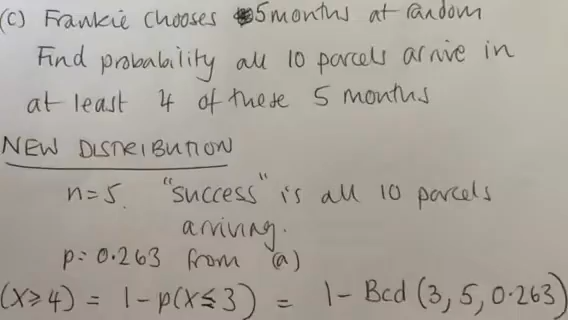 (c) Frankie chooses 5 months at random
Find probability all 10 parcels arrive in
at least 4 of these 5 months
NEW DISTRIBUTION
n=5. "success" is all 10 parcels
arriving.
p=0.263 from (a)
(X≥4) = 1-p(X≤3) = 1-Bcd (3, 5, 0.263)